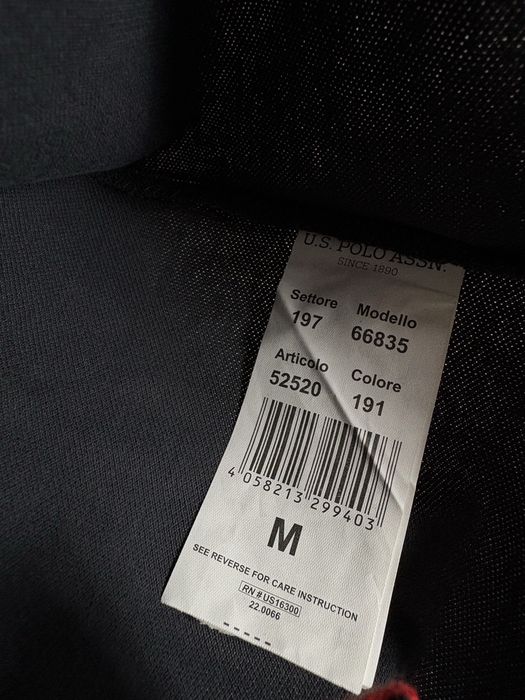 U.S. POLO ASSN.
SINCE 1890
Settore Modello
197 66835
Articolo Colore
52520 191
4 058213 299403
M
SEE REVERSE FOR CARE INSTRUCTION
RN # US16300
22.0066